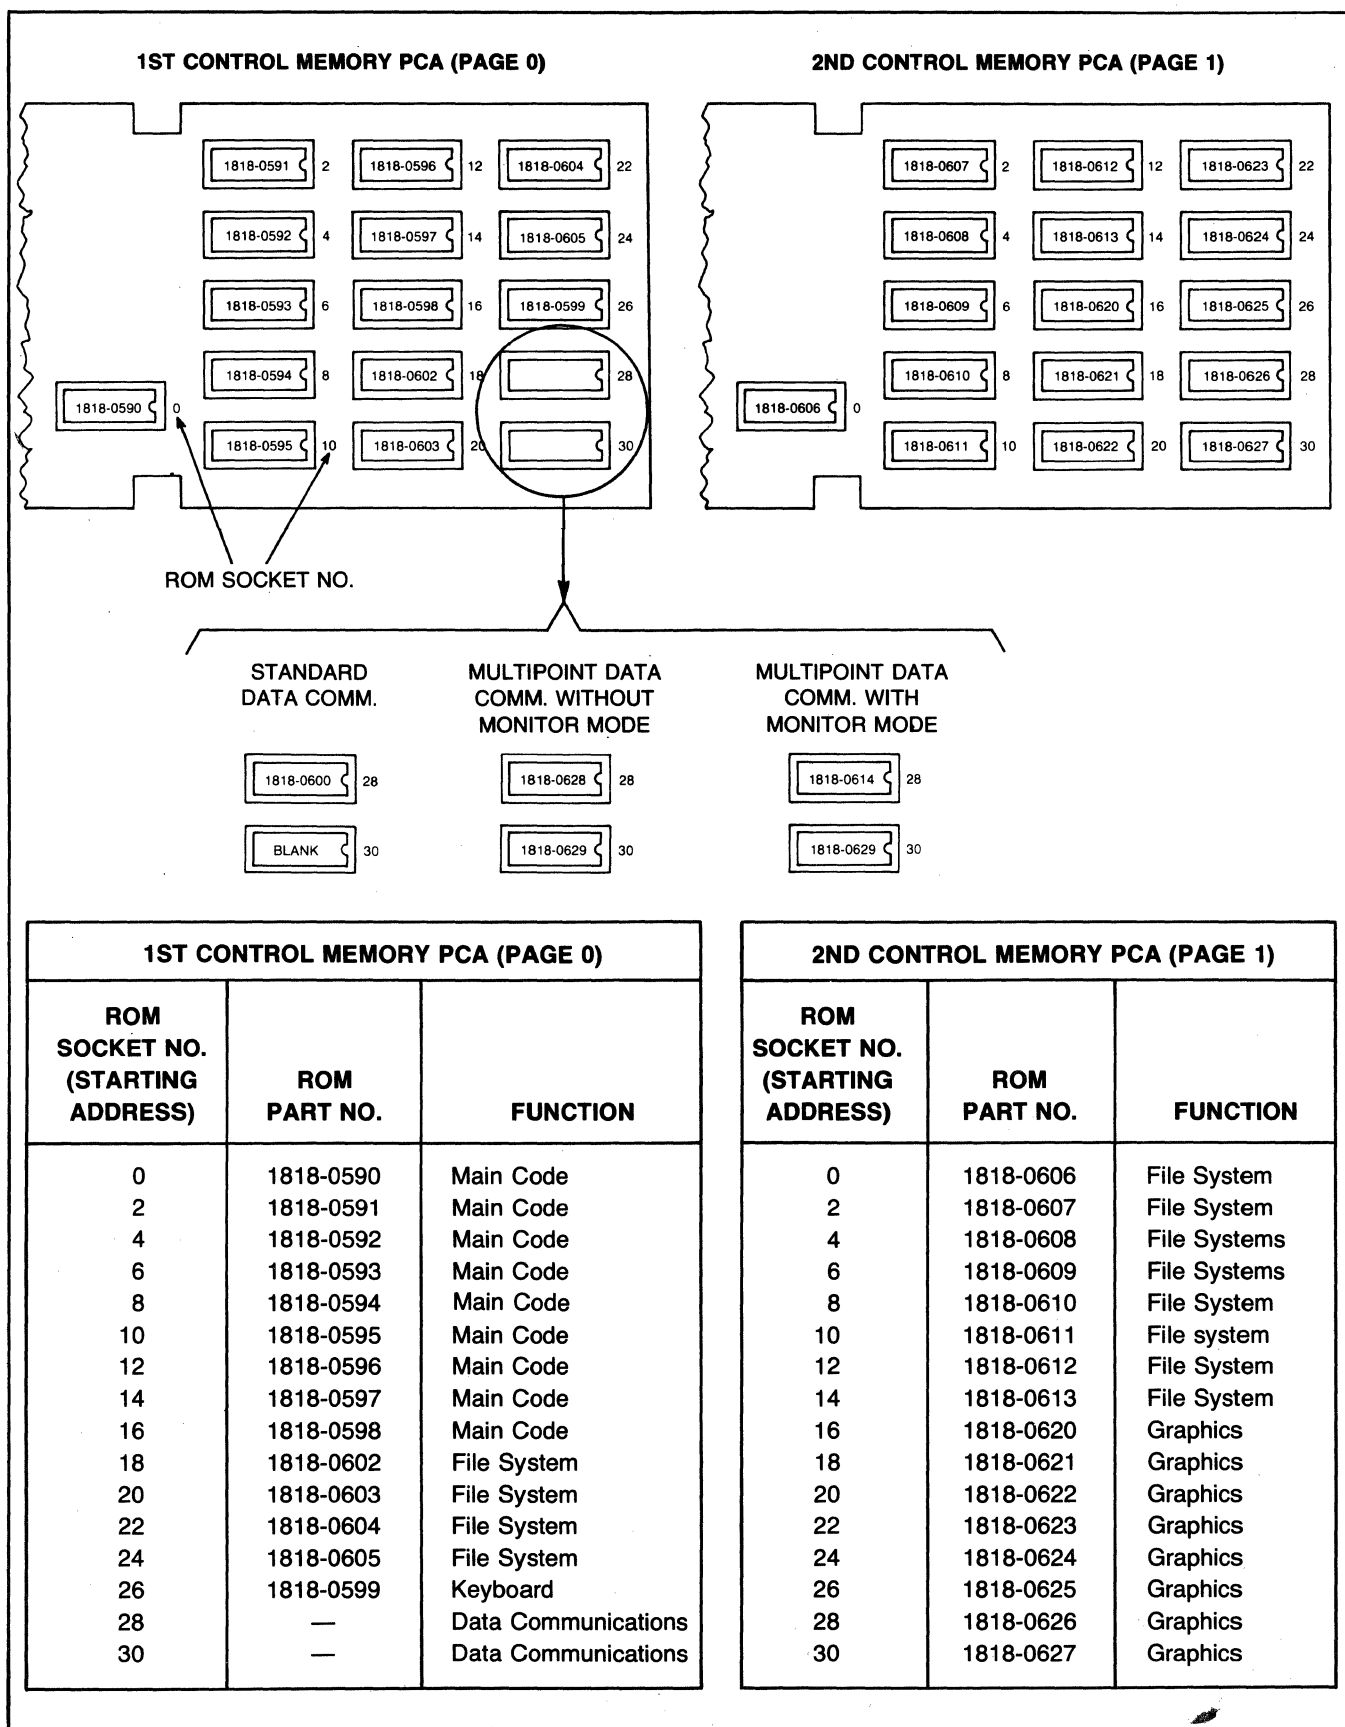 1ST CONTROL MEMORY PCA (PAGE 0)
2ND CONTROL MEMORY PCA (PAGE 1)
1818-0591 2 1818-0596 12 1818-0604 22
1818-0592 4 1818-0597 14 1818-0605 24
1818-0593 6 1818-0598 16 1818-0599 26
1818-0594 8 1818-0602 18 28
1818-0590 0
1818-0595 10 1818-0603 20 30
1818-0607 2 1818-0612 12 1818-0623 22
1818-0608 4 1818-0613 14 1818-0624 24
1818-0609 6 1818-0620 16 1818-0625 26
1818-0610 8 1818-0621 18 1818-0626 28
1818-0606 0
1818-0611 10 1818-0622 20 1818-0627 30
ROM SOCKET NO.
STANDARD
DATA COMM.
1818-0600 28
BLANK 30
MULTIPOINT DATA
COMM. WITHOUT
MONITOR MODE
1818-0628 28
1818-0629 30
MULTIPOINT DATA
COMM. WITH
MONITOR MODE
1818-0614 28
1818-0629 30
1ST CONTROL MEMORY PCA (PAGE 0)
ROM
SOCKET NO.
(STARTING
ADDRESS)
ROM
PART NO.
FUNCTION
0 1818-0590 Main Code
2 1818-0591 Main Code
4 1818-0592 Main Code
6 1818-0593 Main Code
8 1818-0594 Main Code
10 1818-0595 Main Code
12 1818-0596 Main Code
14 1818-0597 Main Code
16 1818-0598 Main Code
18 1818-0602 File System
20 1818-0603 File System
22 1818-0604 File System
24 1818-0605 File System
26 1818-0599 Keyboard
28 — Data Communications
30 — Data Communications
2ND CONTROL MEMORY PCA (PAGE 1)
ROM
SOCKET NO.
(STARTING
ADDRESS)
ROM
PART NO.
FUNCTION
0 1818-0606 File System
2 1818-0607 File System
4 1818-0608 File Systems
6 1818-0609 File Systems
8 1818-0610 File System
10 1818-0611 File system
12 1818-0612 File System
14 1818-0613 File System
16 1818-0620 Graphics
18 1818-0621 Graphics
20 1818-0622 Graphics
22 1818-0623 Graphics
24 1818-0624 Graphics
26 1818-0625 Graphics
28 1818-0626 Graphics
30 1818-0627 Graphics